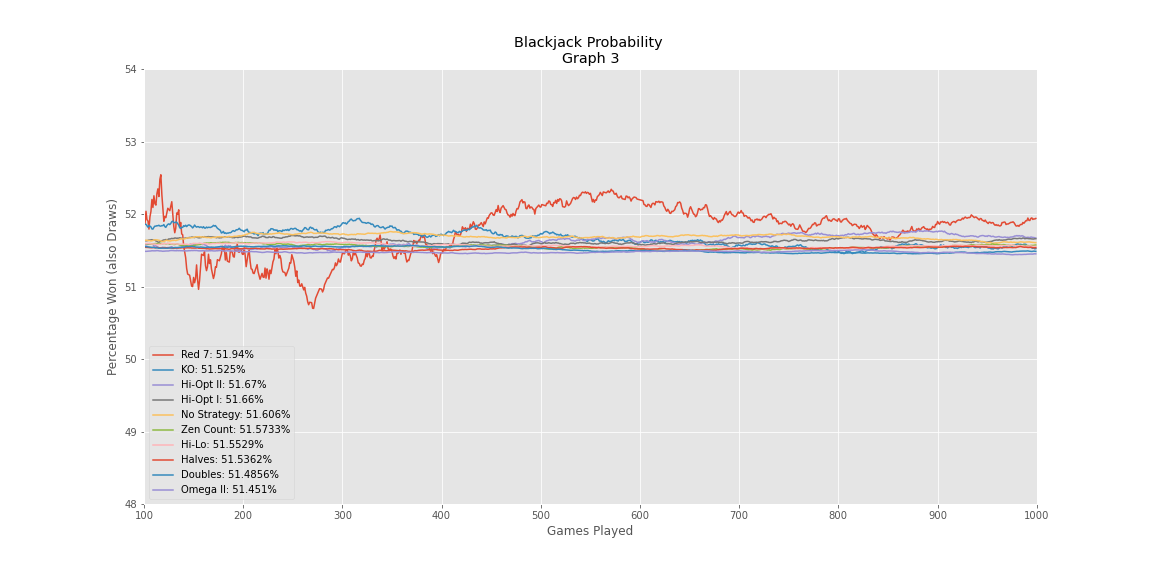 Blackjack Probability
Graph 3
Percentage Won (also Draws)
54
53
52
51
50
49
48
Red 7: 51.94%
KO: 51.525%
Hi-Opt II: 51.67%
Hi-Opt I: 51.66%
No Strategy: 51.606%
Zen Count: 51.5733%
Hi-Lo: 51.5529%
Halves: 51.5362%
Doubles: 51.4856%
Omega II: 51.451%
100 200 300 400 500 600 700 800 900 1000
Games Played